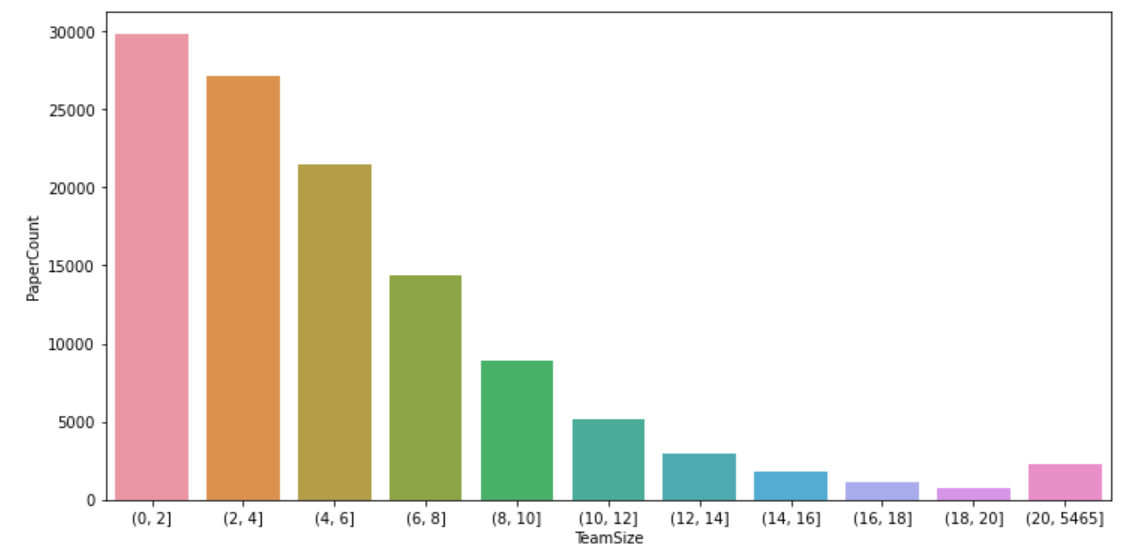 30000
25000
20000
15000
10000
5000
0
PaperCount
(0, 2] (2, 4] (4, 6] (6, 8] (8, 10] (10, 12] (12, 14] (14, 16] (16, 18] (18, 20] (20, 5465]
TeamSize